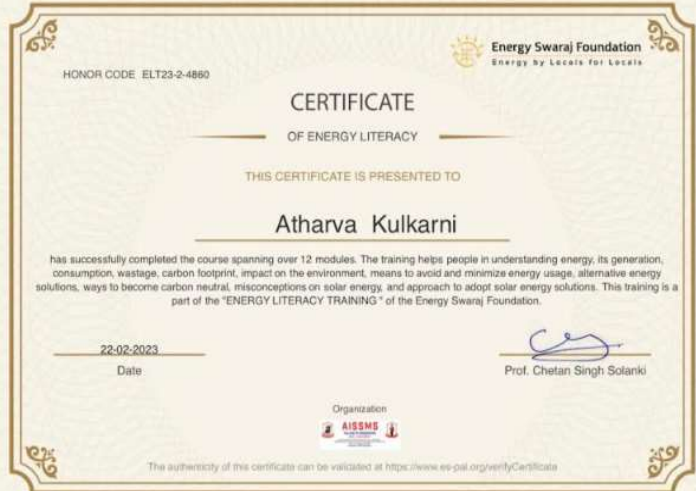 Energy Swaraj Foundation
Energy by Locals for Locals
HONOR CODE ELT23-2-4860
CERTIFICATE
OF ENERGY LITERACY
THIS CERTIFICATE IS PRESENTED TO
Atharva Kulkarni
has successfully completed the course spanning over 12 modules. The training helps people in understanding energy, its generation,
consumption, wastage, carbon footprint, impact on the environment, means to avoid and minimize energy usage, alternative energy
solutions, ways to become carbon neutral, misconceptions on solar energy, and approach to adopt solar energy solutions. This training is a
part of the "ENERGY LITERACY TRAINING " of the Energy Swaraj Foundation.
22-02-2023
Date
Prof. Chetan Singh Solanki
Organization
AISSMS
The authenticity of this certificate can be validated at https://www.es-pal.org/verifyCertificate